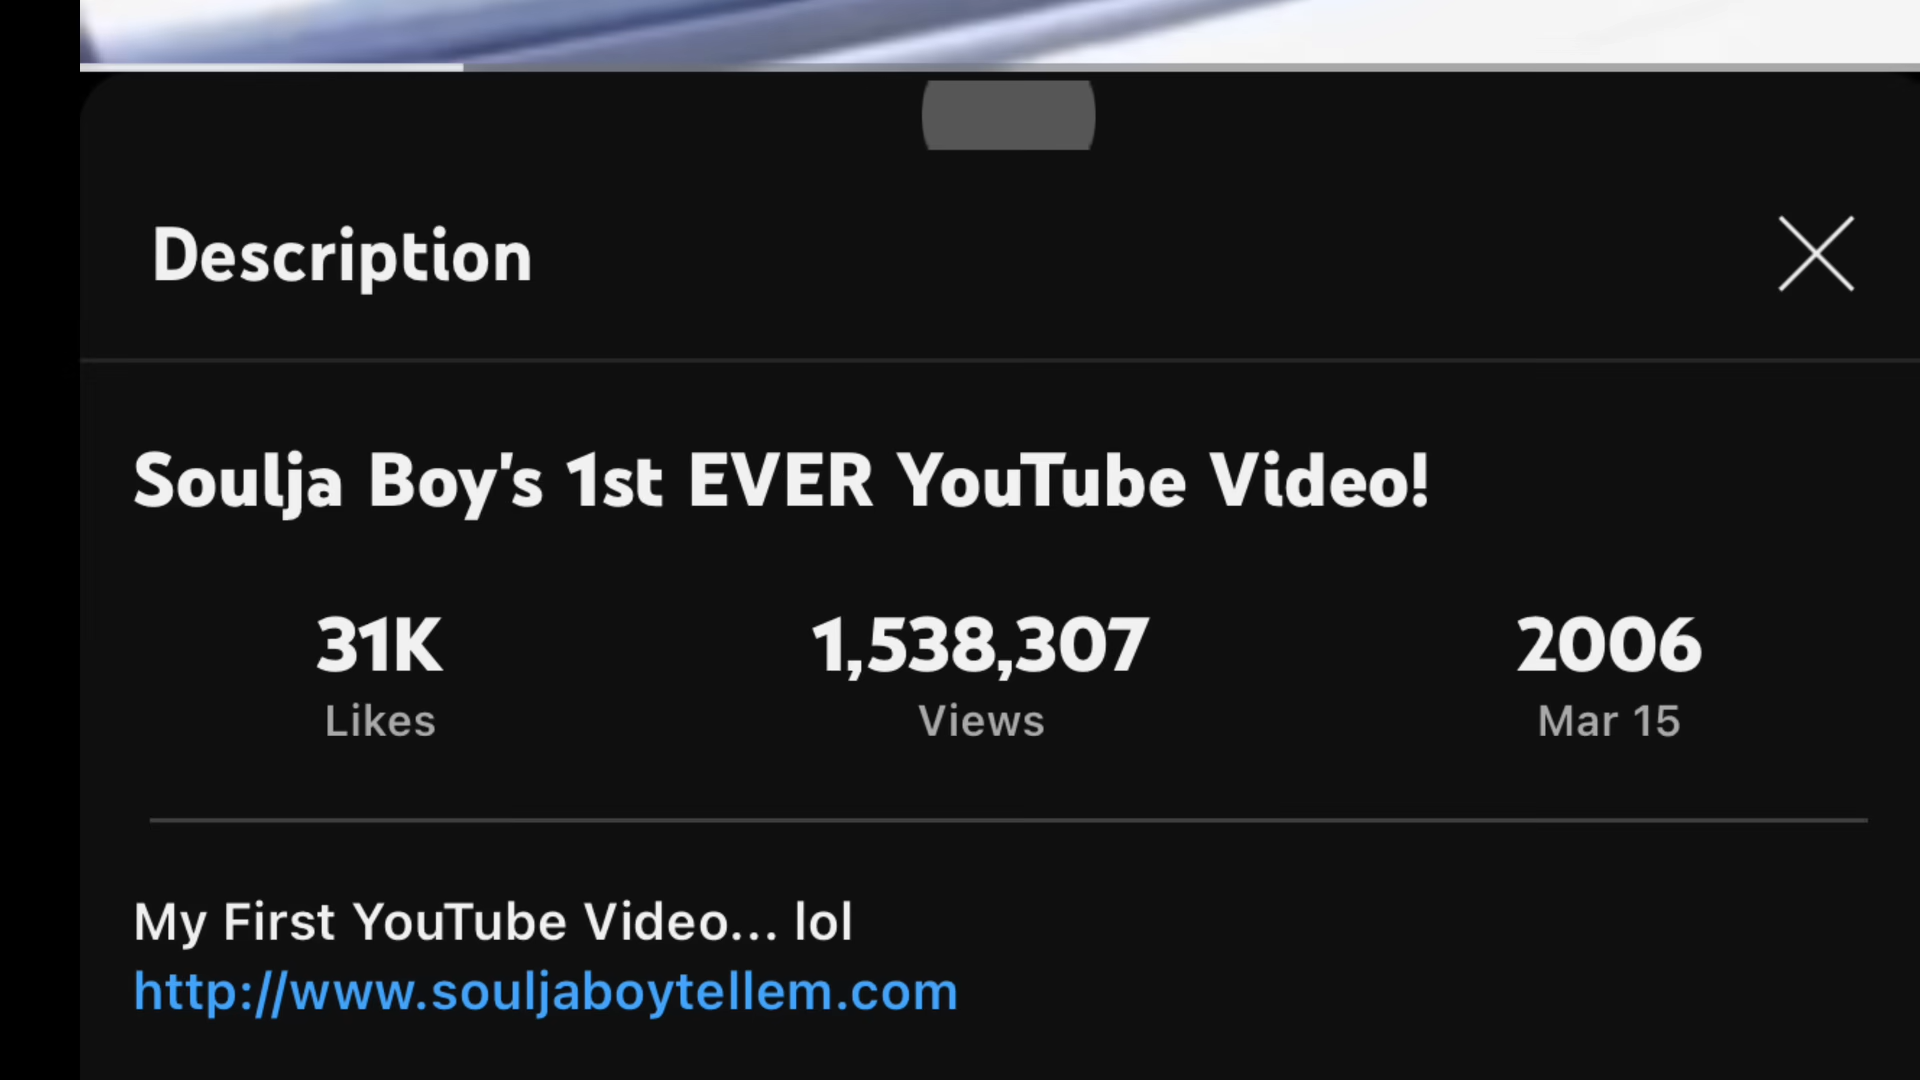 Description
Soulja Boy's 1st EVER YouTube Video!
31K 1,538,307 2006
Likes Views Mar 15
My First YouTube Video... lol
http://www.souljaboytellem.com